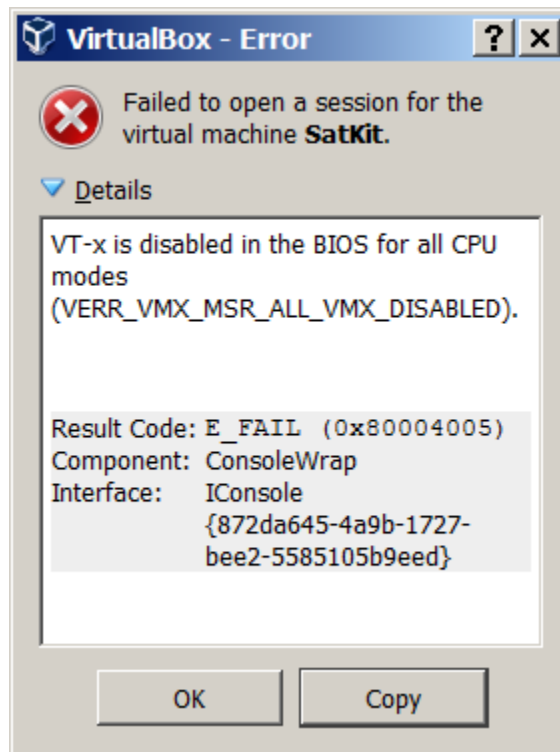 VirtualBox - Error
? ×
Failed to open a session for the
virtual machine SatKit.
Details
VT-x is disabled in the BIOS for all CPU
modes
(VERR_VMX_MSR_ALL_VMX_DISABLED).
Result Code: E_FAIL (0x80004005)
Component: ConsoleWrap
Interface: IConsole
{872da645-4a9b-1727-
bee2-5585105b9eed}
OK Copy